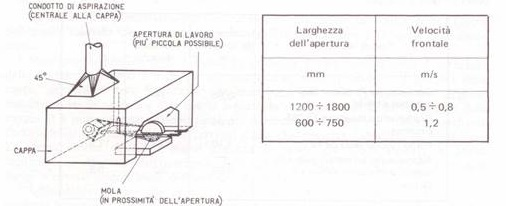 CONDOTTO DI ASPIRAZIONE
(CENTRALE ALLA CAPPA)
APERTURA DI LAVORO
(PIU' PICCOLA POSSIBILE)
45°
CAPPA
MOLA
(IN PROSSIMITA' DELL'APERTURA)
Larghezza
dell'apertura
Velocità
frontale
mm
m/s
1200 ÷ 1800
0,5 ÷ 0,8
600 ÷ 750
1,2